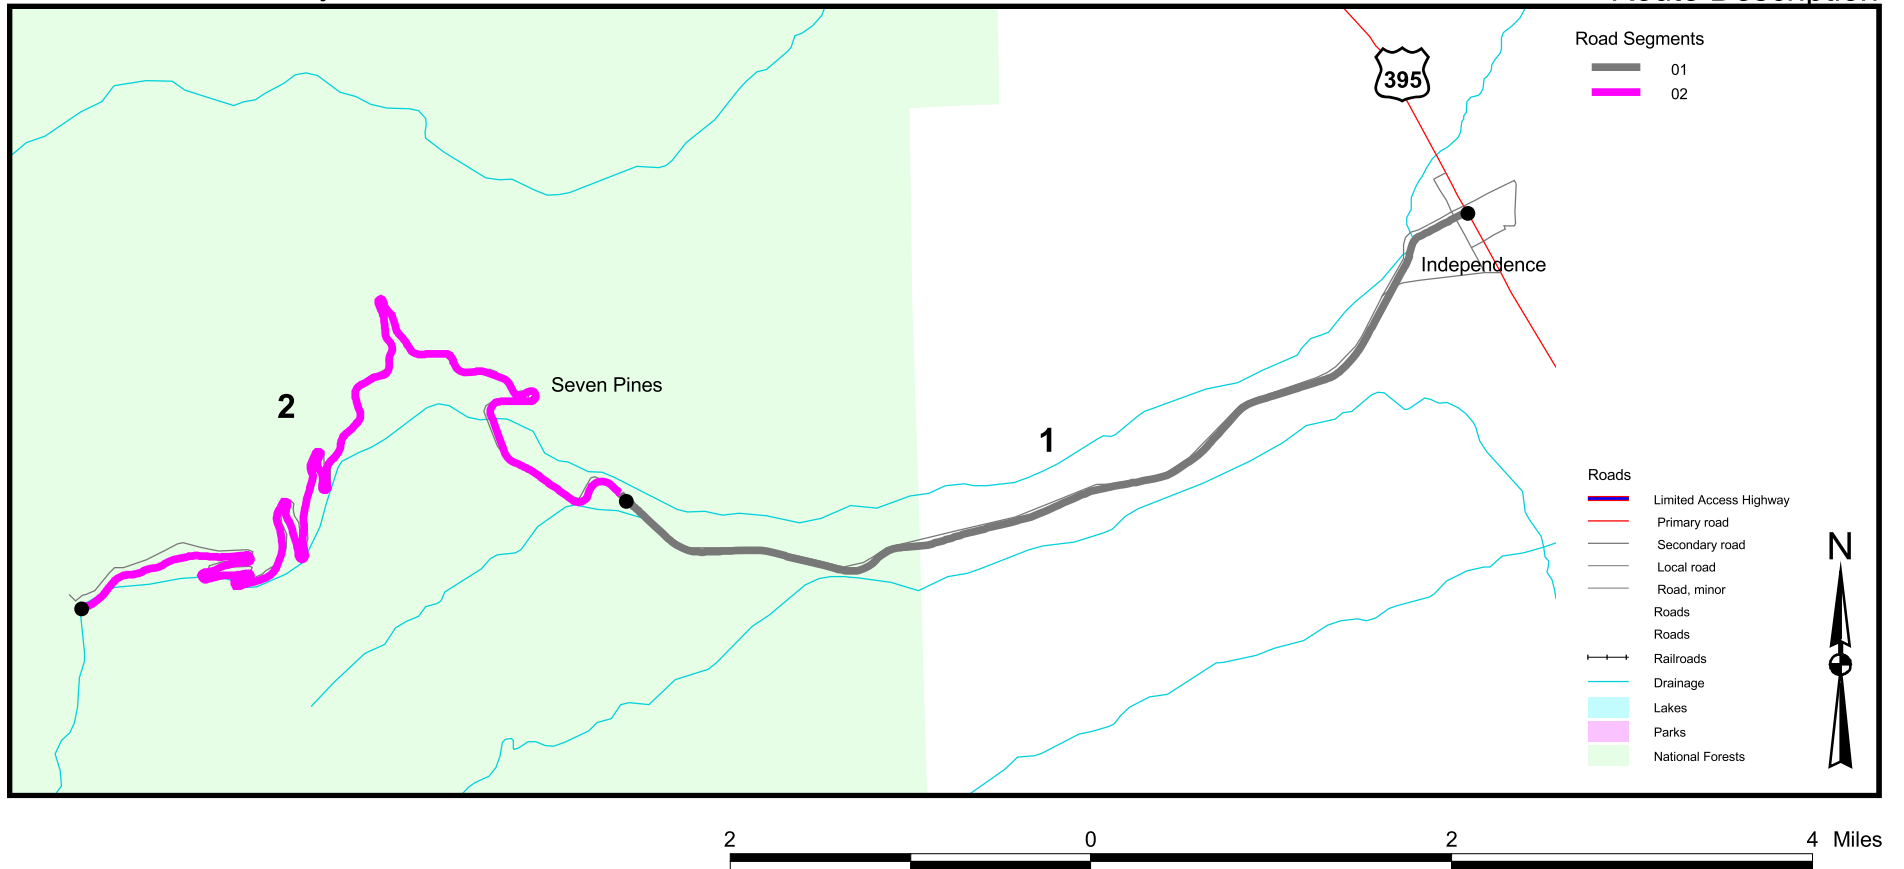 Road Segments
01
02
395
Independence
Seven Pines
2
1
Roads
Limited Access Highway
Primary road
Secondary road
Local road
Road, minor
Roads
Roads
Railroads
Drainage
Lakes
Parks
National Forests
N
2 0 2 4 Miles